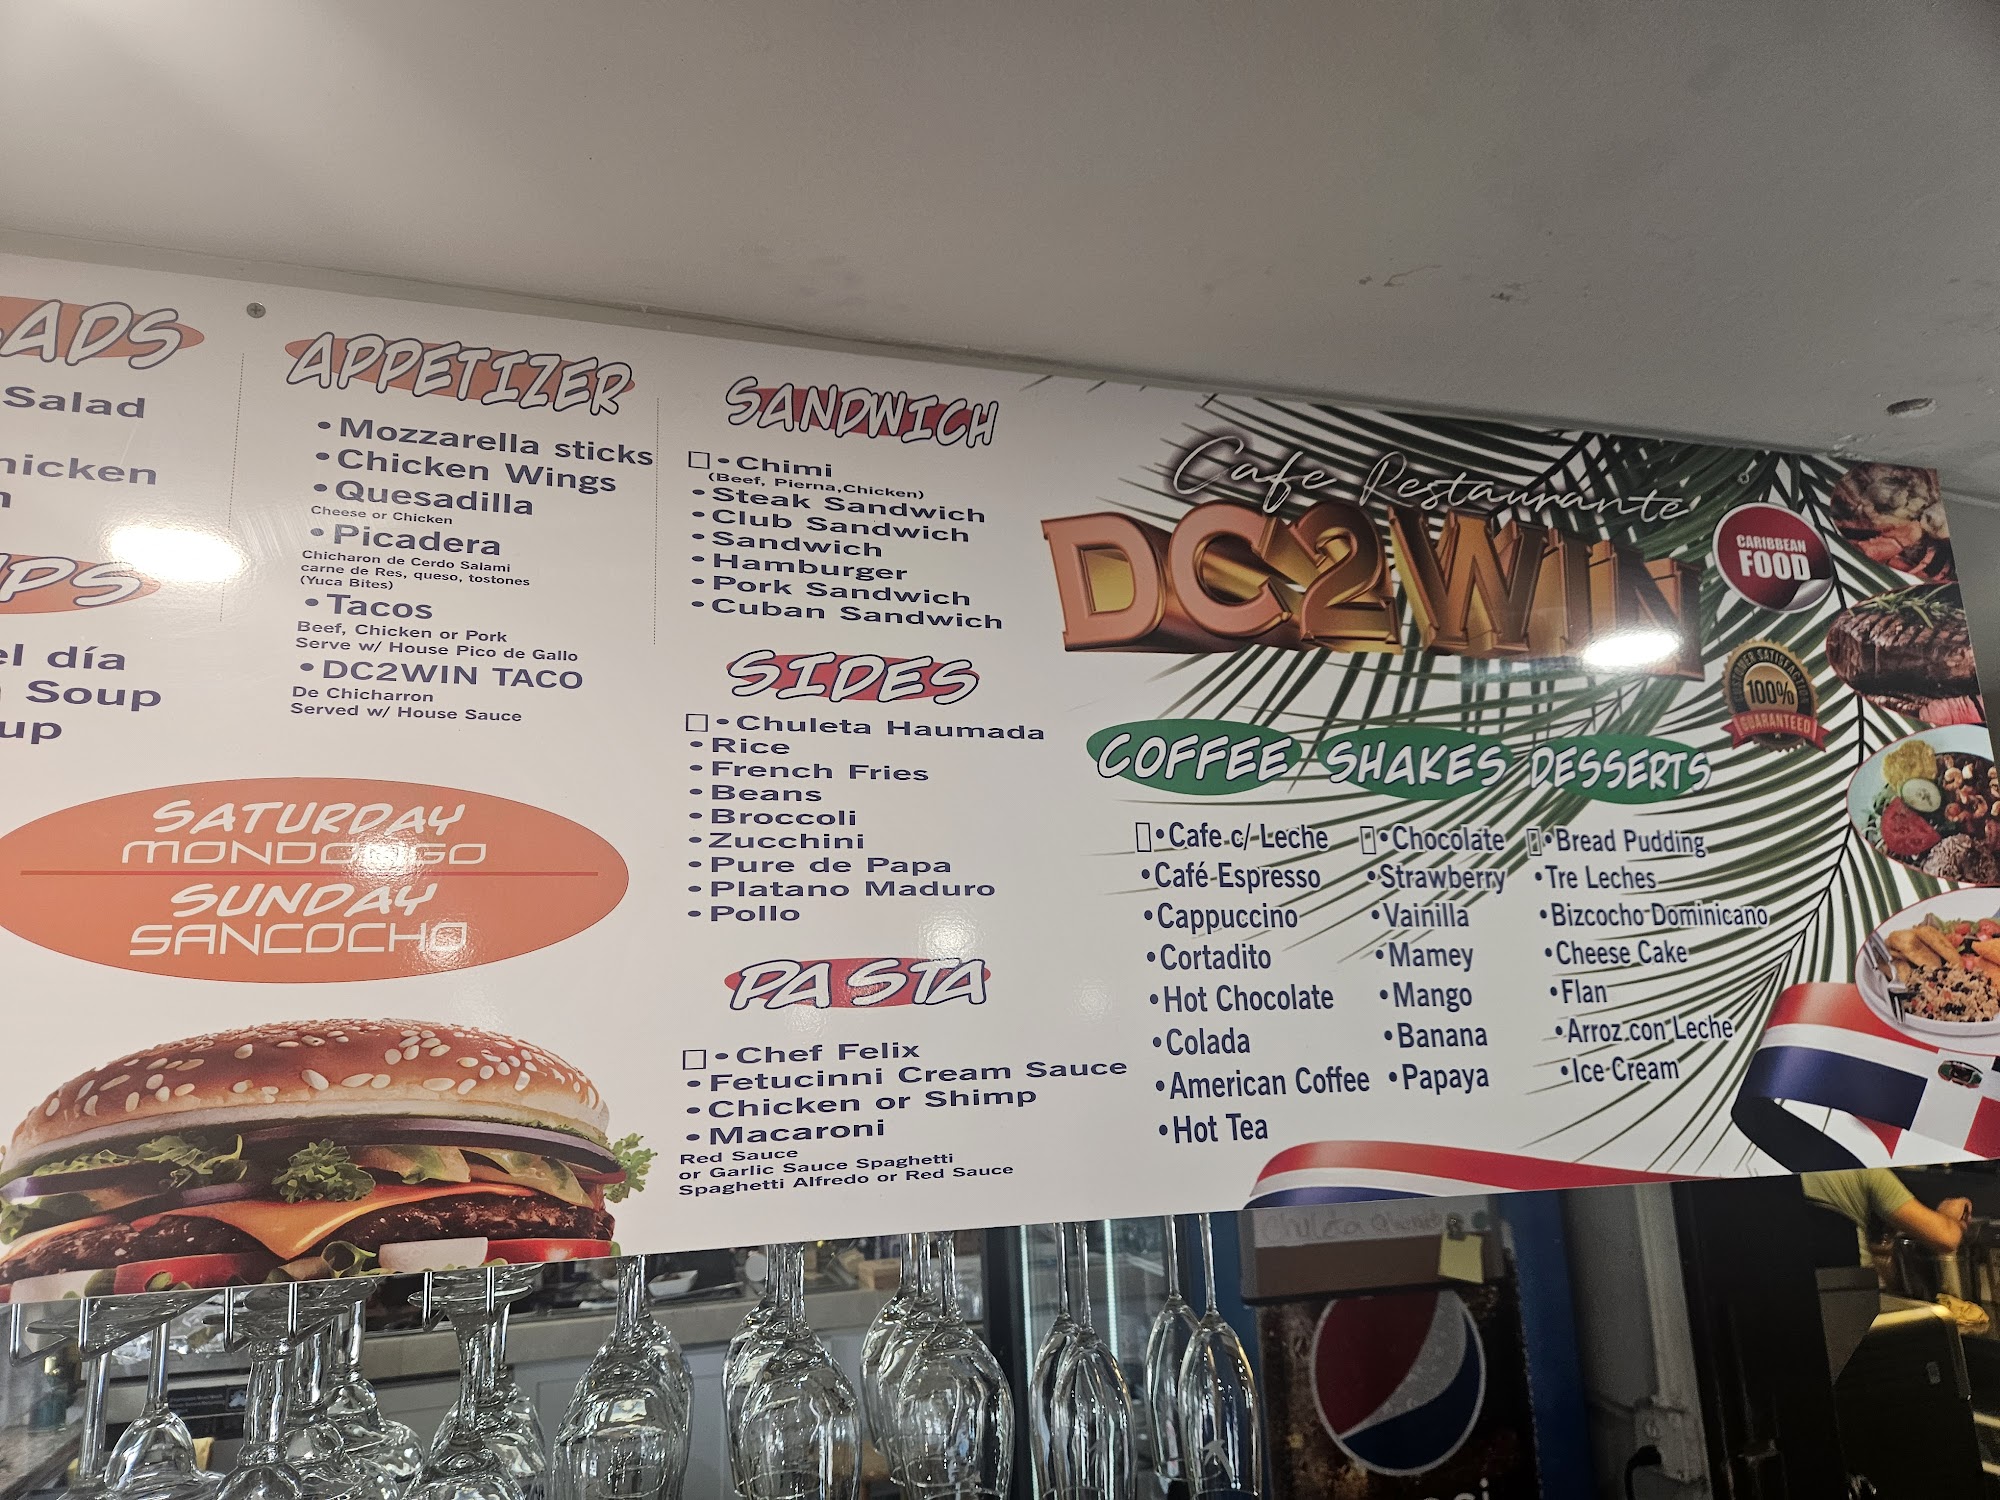 ADS
Salad
hicken
el día
Soup
up
APPETIZER
•Mozzarella sticks
•Chicken Wings
•Quesadilla
Cheese or Chicken
•Picadera
Chicharon de Cerdo Salami
carne de Res, queso, tostones
(Yuca Bites)
•Tacos
Beef, Chicken or Pork
Serve w/ House Pico de Gallo
•DC2WIN TACO
De Chicharron
Served w/ House Sauce
SATURDAY
MONDONGO
SUNDAY
SANCOCHO
SANDWICH
•Chimi
(Beef, Pierna,Chicken)
•Steak Sandwich
•Club Sandwich
•Sandwich
•Hamburger
•Pork Sandwich
•Cuban Sandwich
SIDES
•Chuleta Haumada
•Rice
•French Fries
•Beans
•Broccoli
•Zucchini
•Pure de Papa
•Platano Maduro
•Pollo
PASTA
•Chef Felix
•Fetucinni Cream Sauce
•Chicken or Shimp
•Macaroni
Red Sauce
or Garlic Sauce Spaghetti
Spaghetti Alfredo or Red Sauce
Cafe Restaurante
DC2WIN
CARIBBEAN
FOOD
100%
GUARANTEED
COFFEE
•Cafe c/ Leche
•Café Espresso
•Cappuccino
•Cortadito
•Hot Chocolate
•Colada
•American Coffee
•Hot Tea
SHAKES
•Chocolate
•Strawberry
•Vainilla
•Mamey
•Mango
•Banana
•Papaya
DESSERTS
•Bread Pudding
•Tre Leches
•Bizcocho Dominicano
•Cheese Cake
•Flan
•Arroz con Leche
•Ice Cream
Chuleta